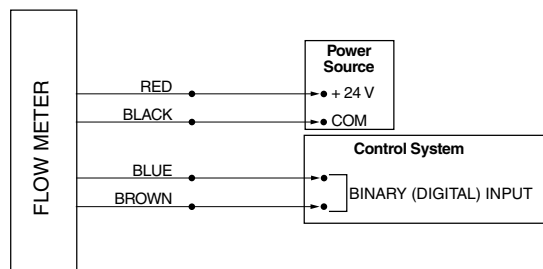 FLOW METER
RED
BLACK
BLUE
BROWN
Power
Source
+ 24 V
COM
Control System
BINARY (DIGITAL) INPUT